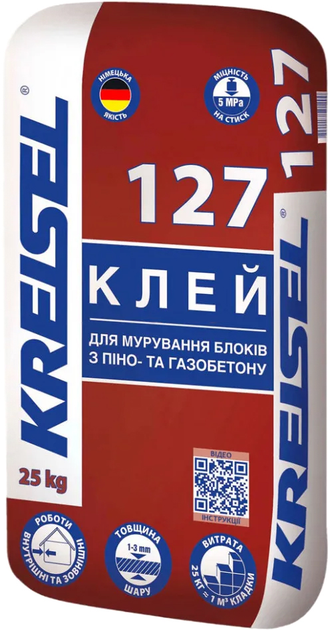 НІМЕЦЬКА
ЯКІСТЬ
МІЦНІСТЬ
5 MPa
НА СТИСК
127
KREISEL®
127
КЛЕЙ
ДЛЯ МУРУВАННЯ БЛОКІВ
З ПІНО- ТА ГАЗОБЕТОНУ
KREISEL®
25 kg
ВІДЕО
ІНСТРУКЦІЇ
РОБОТИ
ВНУТРІШНІ ТА ЗОВНІШНІ
ТОВЩИНА
1-3 mm
ШАРУ
ВИТРАТА
25 КГ = 1 М³ КЛАДКИ